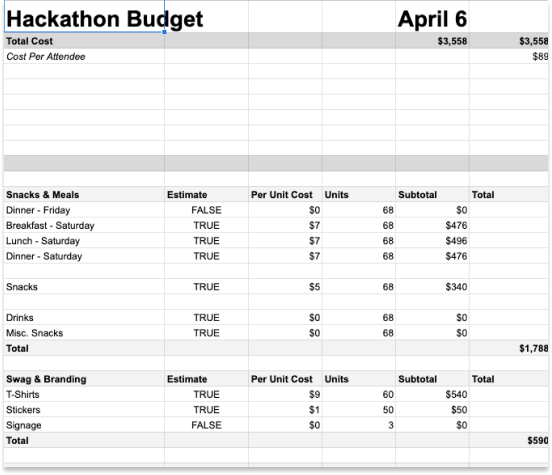 Hackathon Budget April 6
Total Cost $3,558 $3,558
Cost Per Attendee $89
Snacks & Meals Estimate Per Unit Cost Units Subtotal Total
Dinner - Friday FALSE $0 68 $0
Breakfast - Saturday TRUE $7 68 $476
Lunch - Saturday TRUE $7 68 $496
Dinner - Saturday TRUE $7 68 $476
Snacks TRUE $5 68 $340
Drinks TRUE $0 68 $0
Misc. Snacks TRUE $0 68 $0
Total $1,788
Swag & Branding Estimate Per Unit Cost Units Subtotal Total
T-Shirts TRUE $9 60 $540
Stickers TRUE $1 50 $50
Signage FALSE $0 3 $0
Total $590